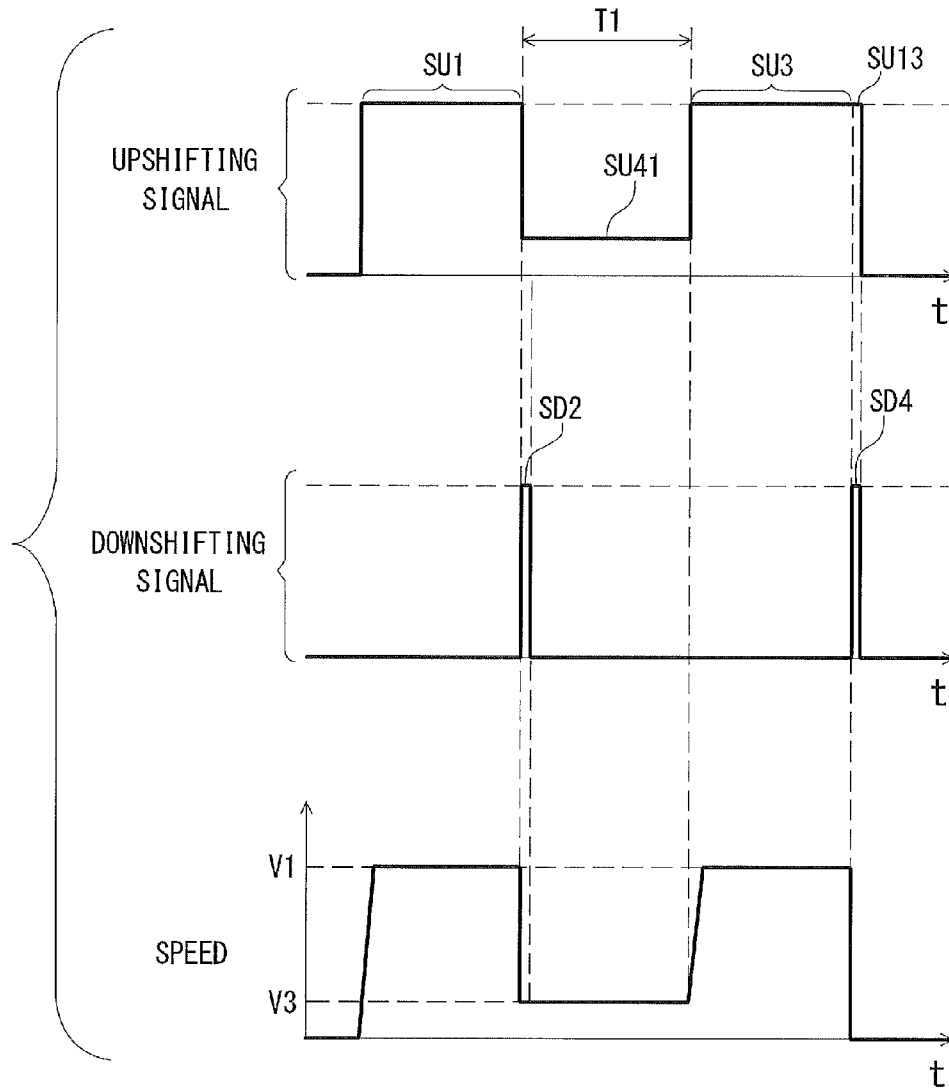 T1
SU1
SU3
SU13
UPSHIFTING
SIGNAL
SU41
t
SD2
SD4
DOWNSHIFTING
SIGNAL
t
V1
SPEED
V3
t